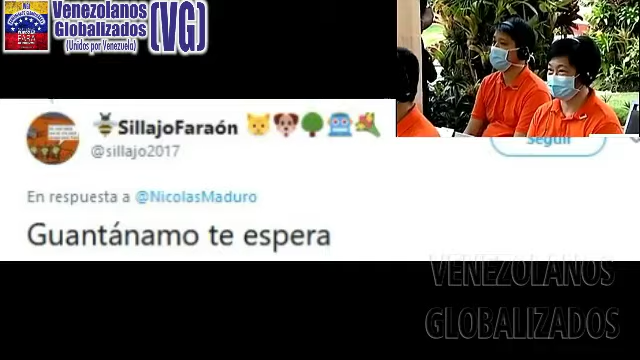 Venezolanos
Globalizados
(Unidos por Venezuela)
(VG)
SillajoFaraón
@sillajo2017
Seguir
En respuesta a @NicolasMaduro
Guantánamo te espera
VENEZOLANOS
GLOBALIZADOS